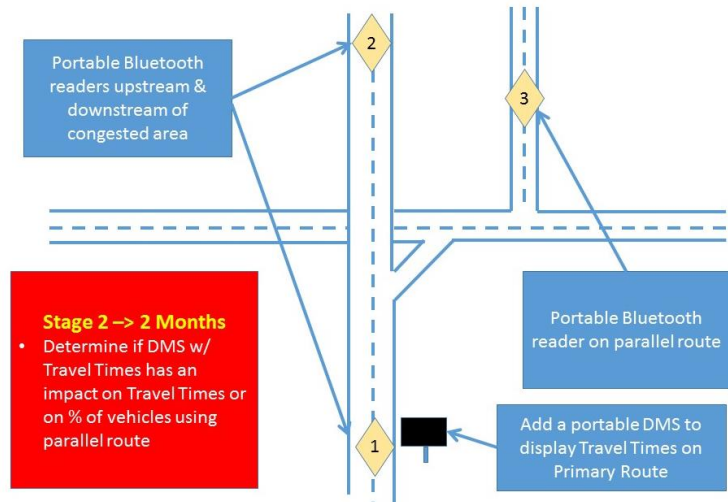 Portable Bluetooth
readers upstream &
downstream of
congested area
2
3
Stage 2 –> 2 Months
• Determine if DMS w/
Travel Times has an
impact on Travel Times or
on % of vehicles using
parallel route
Portable Bluetooth
reader on parallel route
1
Add a portable DMS to
display Travel Times on
Primary Route